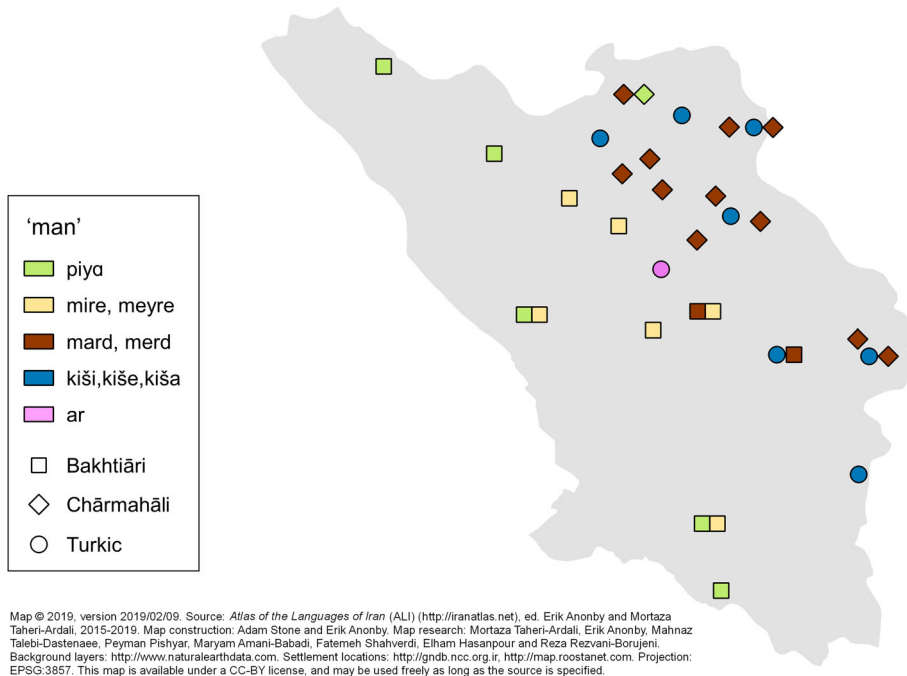 ‘man’
piyɑ
mire, meyre
mard, merd
kiši,kiše,kiša
ar
Bakhtiāri
Chārmahāli
Turkic
Map © 2019, version 2019/02/09. Source: Atlas of the Languages of Iran (ALI) (http://iranatlas.net), ed. Erik Anonby and Mortaza
Taheri-Ardali, 2015-2019. Map construction: Adam Stone and Erik Anonby. Map research: Mortaza Taheri-Ardali, Erik Anonby, Mahnaz
Talebi-Dastenaee, Peyman Pishyar, Maryam Amani-Babadi, Fatemeh Shahverdi, Elham Hasanpour and Reza Rezvani-Borujeni.
Background layers: http://www.naturalearthdata.com. Settlement locations: http://gndb.ncc.org.ir, http://map.roostanet.com. Projection:
EPSG:3857. This map is available under a CC-BY license, and may be used freely as long as the source is specified.